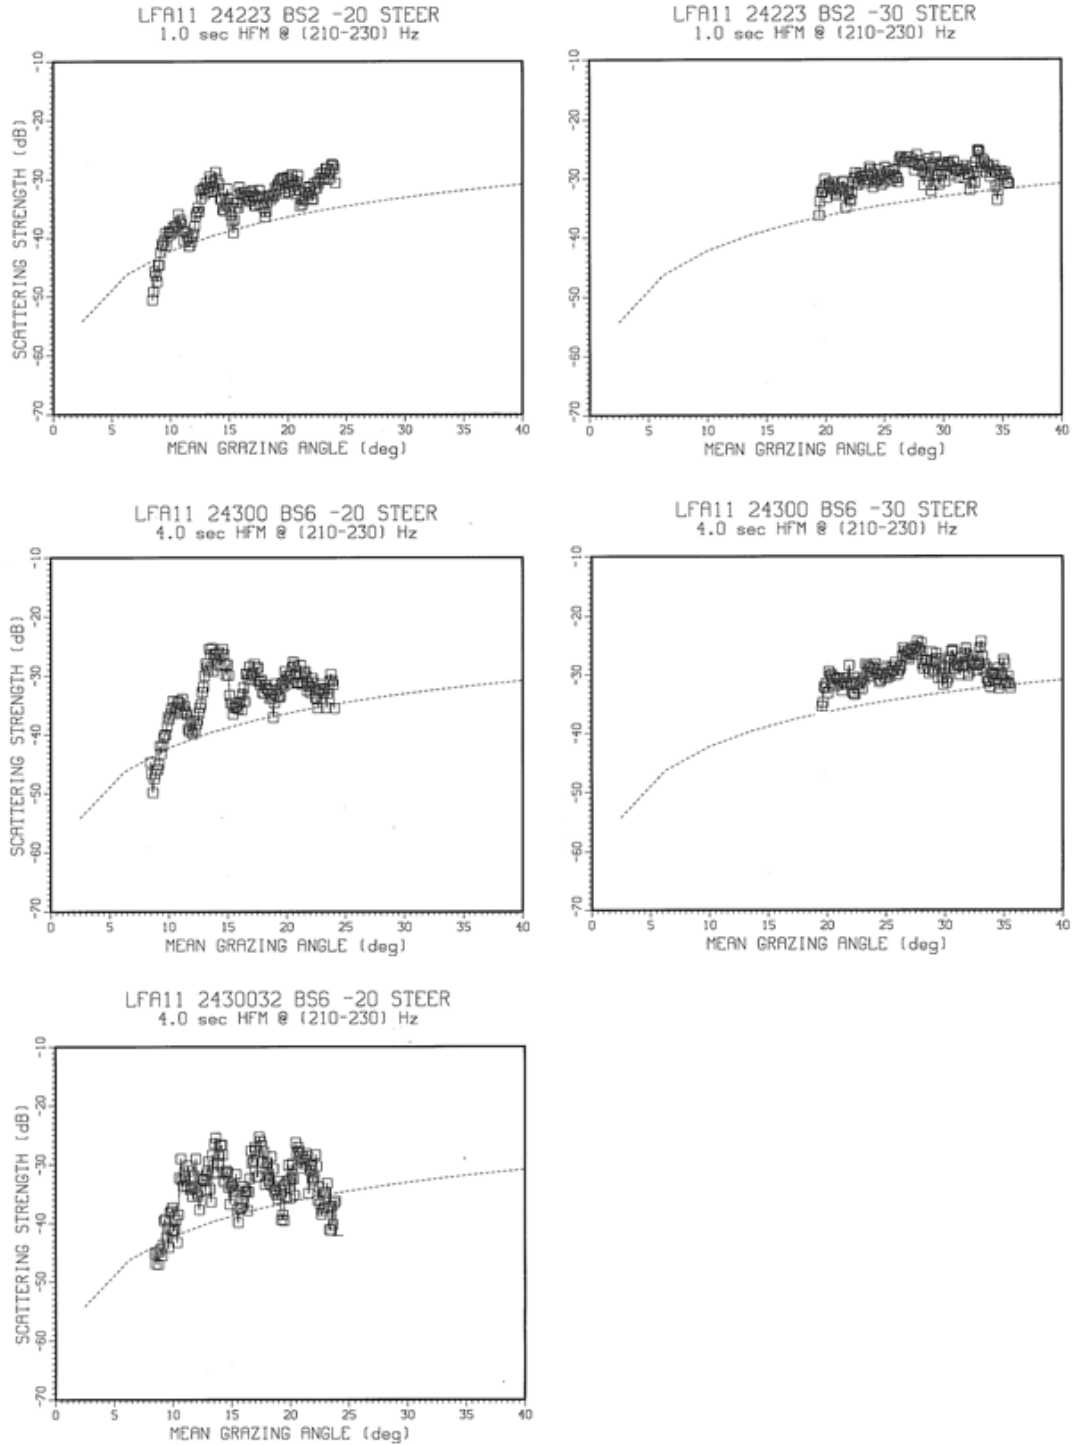 LFA11 24223 BS2 -20 STEER
1.0 sec HFM @ (210-230) Hz
SCATTERING STRENGTH (dB)
-10
-20
-30
-40
-50
-60
-70
0 5 10 15 20 25 30 35 40
MEAN GRAZING ANGLE (deg)
LFA11 24223 BS2 -30 STEER
1.0 sec HFM @ (210-230) Hz
-10
-20
-30
-40
-50
-60
-70
0 5 10 15 20 25 30 35 40
MEAN GRAZING ANGLE (deg)
LFA11 24300 BS6 -20 STEER
4.0 sec HFM @ (210-230) Hz
SCATTERING STRENGTH (dB)
-10
-20
-30
-40
-50
-60
-70
0 5 10 15 20 25 30 35 40
MEAN GRAZING ANGLE (deg)
LFA11 24300 BS6 -30 STEER
4.0 sec HFM @ (210-230) Hz
-10
-20
-30
-40
-50
-60
-70
0 5 10 15 20 25 30 35 40
MEAN GRAZING ANGLE (deg)
LFA11 2430032 BS6 -20 STEER
4.0 sec HFM @ (210-230) Hz
SCATTERING STRENGTH (dB)
-10
-20
-30
-40
-50
-60
-70
0 5 10 15 20 25 30 35 40
MEAN GRAZING ANGLE (deg)